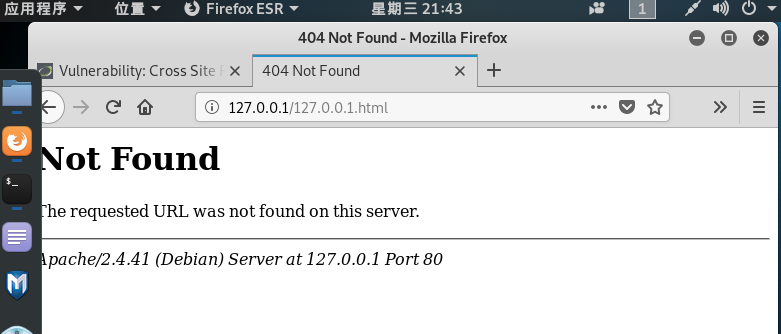 应用程序 位置 Firefox ESR 星期三 21:43 1
404 Not Found - Mozilla Firefox
Vulnerability: Cross Site 404 Not Found
127.0.0.1/127.0.0.1.html
Not Found
The requested URL was not found on this server.
Apache/2.4.41 (Debian) Server at 127.0.0.1 Port 80